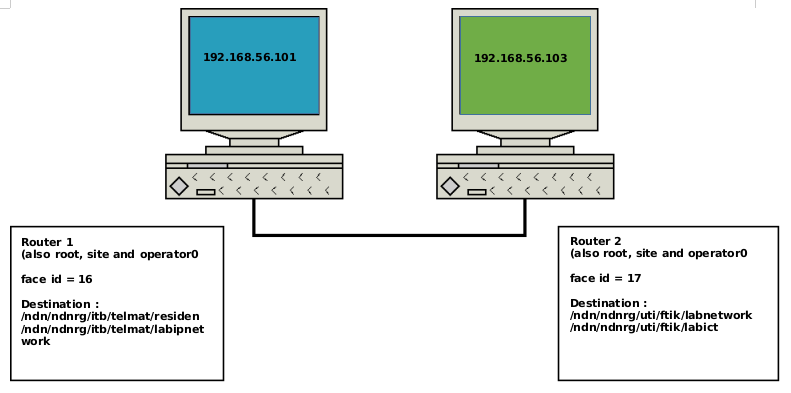 192.168.56.101
192.168.56.103
Router 1
(also root, site and operator0
face id = 16
Destination :
/ndn/ndnrg/itb/telmat/residen
/ndn/ndnrg/itb/telmat/labipnet
work
Router 2
(also root, site and operator0
face id = 17
Destination :
/ndn/ndnrg/uti/ftik/labnetwork
/ndn/ndnrg/uti/ftik/labict